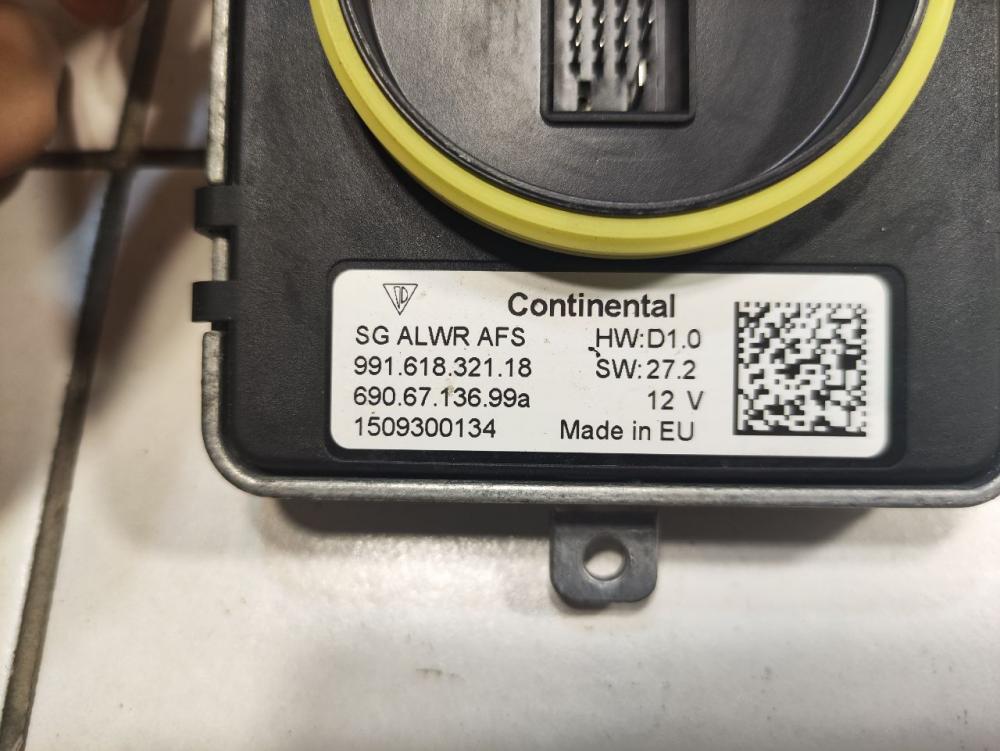 Continental
SG ALWR AFS HW:D1.0
991.618.321.18 SW:27.2
690.67.136.99a 12 V
1509300134 Made in EU